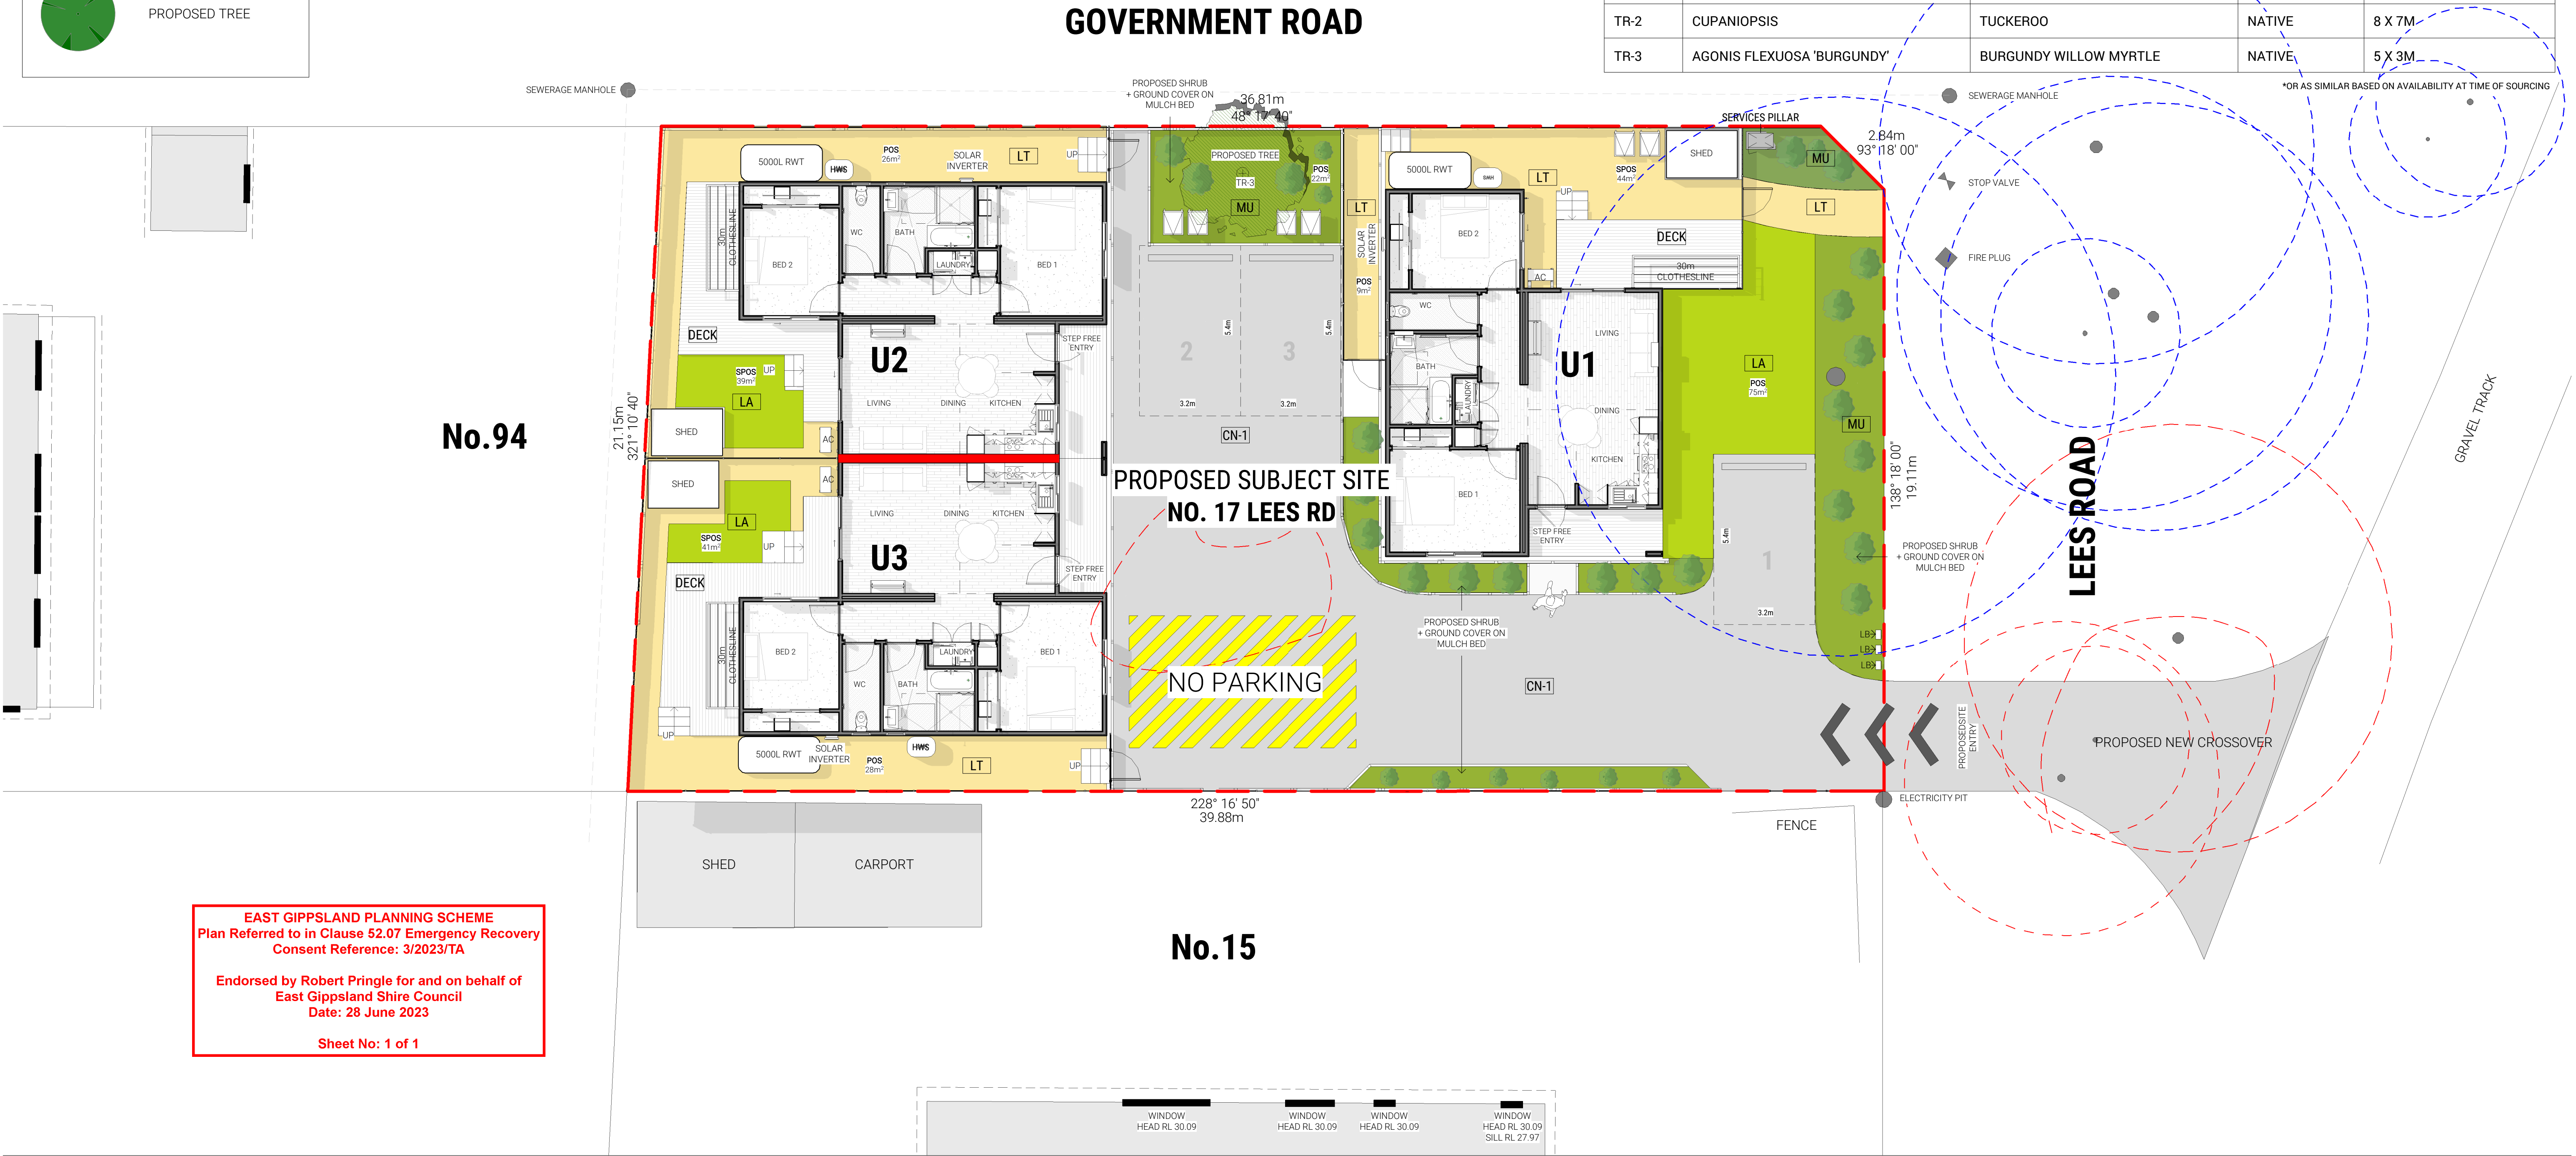 PROPOSED TREE
GOVERNMENT ROAD
TR-2 CUPANIOPSIS TUCKEROO NATIVE 8 X 7M
TR-3 AGONIS FLEXUOSA 'BURGUNDY' BURGUNDY WILLOW MYRTLE NATIVE 5 X 3M
*OR AS SIMILAR BASED ON AVAILABILITY AT TIME OF SOURCING
SEWERAGE MANHOLE
PROPOSED SHRUB
+ GROUND COVER ON
MULCH BED
36.81m
48° 17' 40"
SERVICES PILLAR
SEWERAGE MANHOLE
2.84m
93° 18' 00"
STOP VALVE
FIRE PLUG
5000L RWT
HWS
POS
26m²
SOLAR
INVERTER
LT
UP
PROPOSED TREE
TR-3
MU
POS
22m²
LT
SOLAR
INVERTER
POS
9m²
5000L RWT
SMH
LT
UP
SPOS
44m²
SHED
MU
LT
30m
CLOTHESLINE
BED 2
WC
BATH
LAUNDRY
BED 1
BED 2
AC
DECK
30m
CLOTHESLINE
DECK
U2
STEP FREE
ENTRY
LIVING
DINING
KITCHEN
SPOS
39m²
UP
LA
SHED
AC
2
3
5.4m
5.4m
3.2m
3.2m
CN-1
WC
BATH
LAUNDRY
BED 1
LIVING
U1
DINING
KITCHEN
STEP FREE
ENTRY
LA
POS
75m²
MU
5.4m
1
3.2m
No.94
21.15m
321° 10' 40"
PROPOSED SUBJECT SITE
NO. 17 LEES RD
138° 18' 00"
19.11m
LEES ROAD
GRAVEL TRACK
SHED
AC
LA
SPOS
41m²
UP
DECK
LIVING
DINING
KITCHEN
U3
STEP FREE
ENTRY
30m
CLOTHESLINE
BED 2
WC
BATH
LAUNDRY
BED 1
UP
5000L RWT
SOLAR
INVERTER
HWS
POS
28m²
LT
UP
NO PARKING
PROPOSED SHRUB
+ GROUND COVER ON
MULCH BED
CN-1
PROPOSED SHRUB
+ GROUND COVER ON
MULCH BED
LB
LB
LB
PROPOSED SITE
ENTRY
PROPOSED NEW CROSSOVER
ELECTRICITY PIT
228° 16' 50"
39.88m
FENCE
SHED
CARPORT
No.15
EAST GIPPSLAND PLANNING SCHEME
Plan Referred to in Clause 52.07 Emergency Recovery
Consent Reference: 3/2023/TA
Endorsed by Robert Pringle for and on behalf of
East Gippsland Shire Council
Date: 28 June 2023
Sheet No: 1 of 1
WINDOW
HEAD RL 30.09
WINDOW
HEAD RL 30.09
WINDOW
HEAD RL 30.09
WINDOW
HEAD RL 30.09
SILL RL 27.97